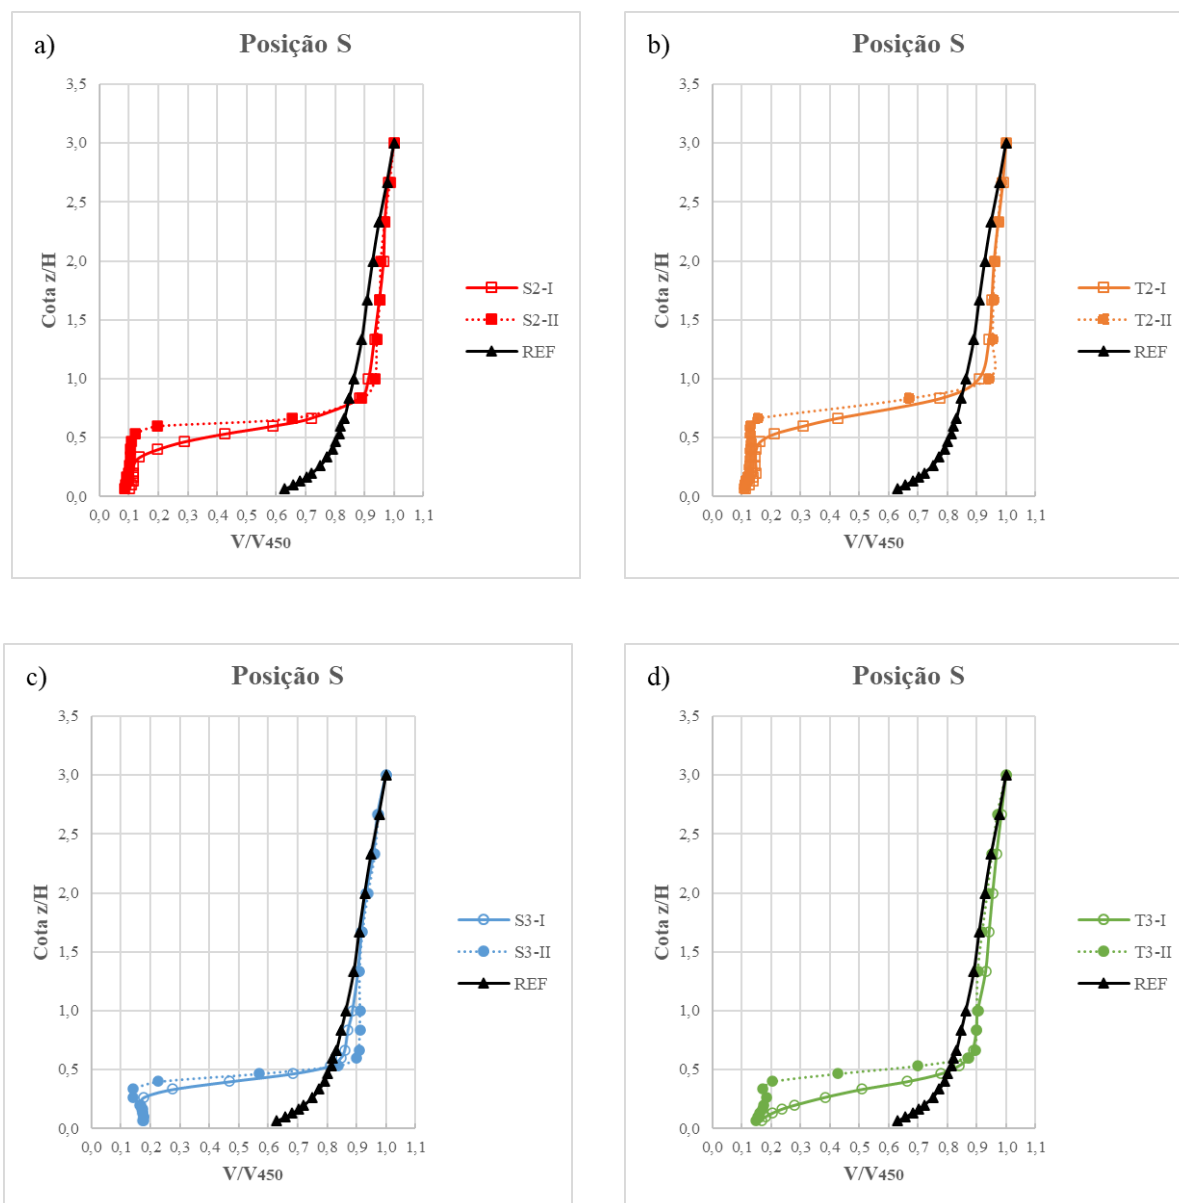 a)
Posição S
3,5
3,0
2,5
2,0
1,5
1,0
0,5
0,0
Cota z/H
0,0 0,1 0,2 0,3 0,4 0,5 0,6 0,7 0,8 0,9 1,0 1,1
V/V450
S2-I
S2-II
REF
b)
Posição S
3,5
3,0
2,5
2,0
1,5
1,0
0,5
0,0
Cota z/H
0,0 0,1 0,2 0,3 0,4 0,5 0,6 0,7 0,8 0,9 1,0 1,1
V/V450
T2-I
T2-II
REF
c)
Posição S
3,5
3,0
2,5
2,0
1,5
1,0
0,5
0,0
Cota z/H
0,0 0,1 0,2 0,3 0,4 0,5 0,6 0,7 0,8 0,9 1,0 1,1
V/V450
S3-I
S3-II
REF
d)
Posição S
3,5
3,0
2,5
2,0
1,5
1,0
0,5
0,0
Cota z/H
0,0 0,1 0,2 0,3 0,4 0,5 0,6 0,7 0,8 0,9 1,0 1,1
V/V450
T3-I
T3-II
REF